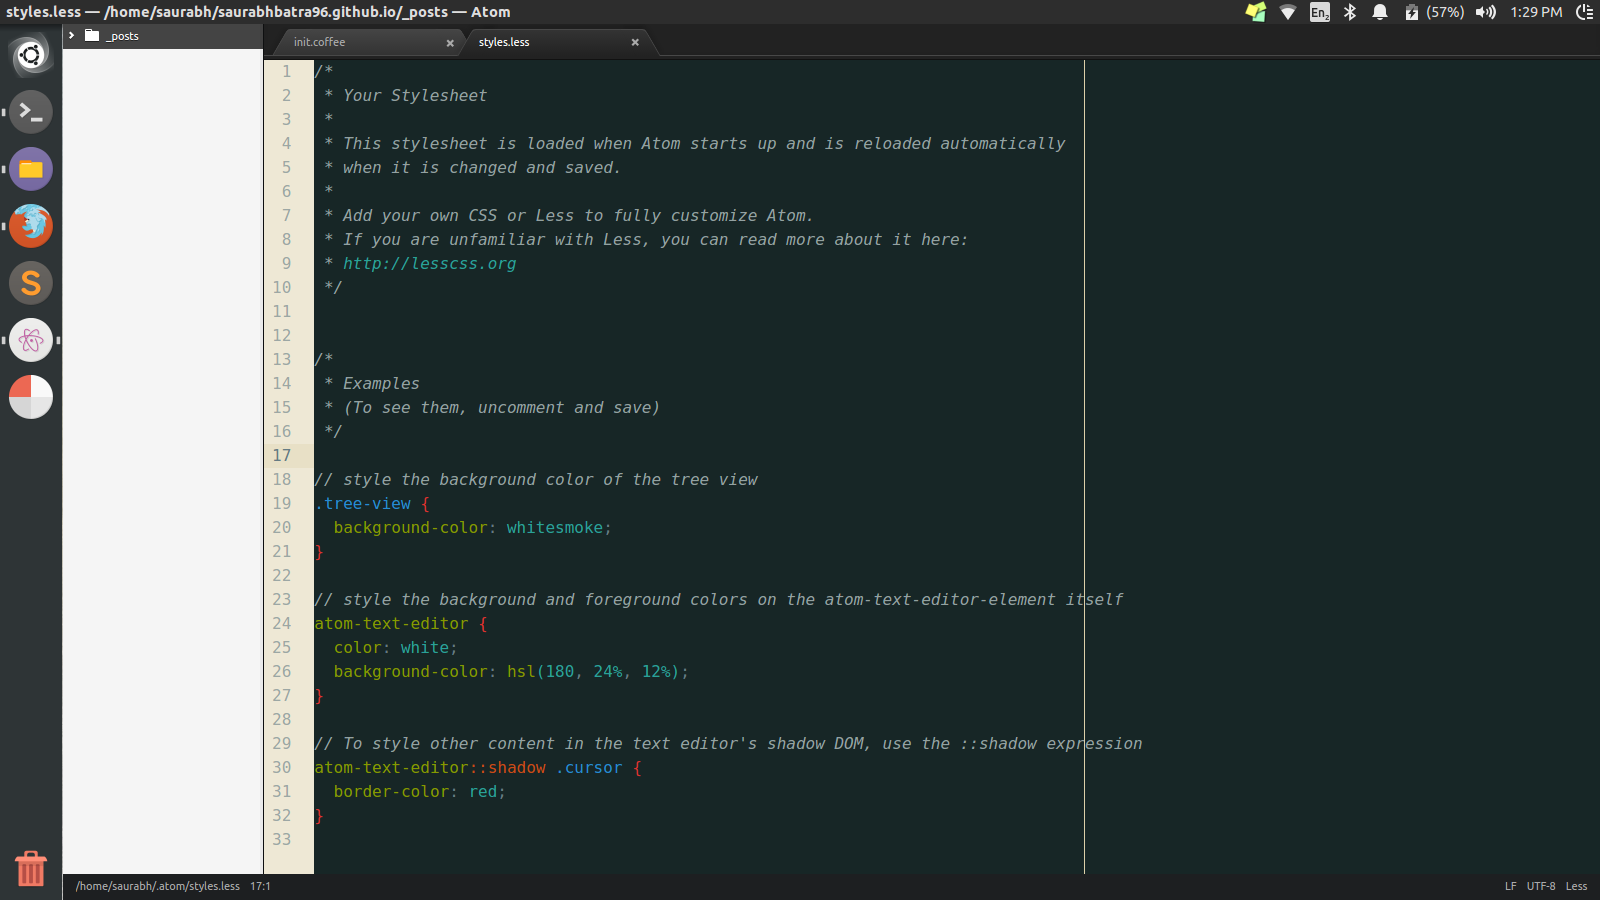 styles.less — /home/saurabh/saurabhbatra96.github.io/_posts — Atom
En2 (57%) 1:29 PM
_posts
init.coffee
styles.less
1 /*
2  * Your Stylesheet
3  *
4  * This stylesheet is loaded when Atom starts up and is reloaded automatically
5  * when it is changed and saved.
6  *
7  * Add your own CSS or Less to fully customize Atom.
8  * If you are unfamiliar with Less, you can read more about it here:
9  * http://lesscss.org
10  */
11
12
13 /*
14  * Examples
15  * (To see them, uncomment and save)
16  */
17
18 // style the background color of the tree view
19 .tree-view {
20   background-color: whitesmoke;
21 }
22
23 // style the background and foreground colors on the atom-text-editor-element itself
24 atom-text-editor {
25   color: white;
26   background-color: hsl(180, 24%, 12%);
27 }
28
29 // To style other content in the text editor's shadow DOM, use the ::shadow expression
30 atom-text-editor::shadow .cursor {
31   border-color: red;
32 }
33
/home/saurabh/.atom/styles.less 17:1
LF UTF-8 Less